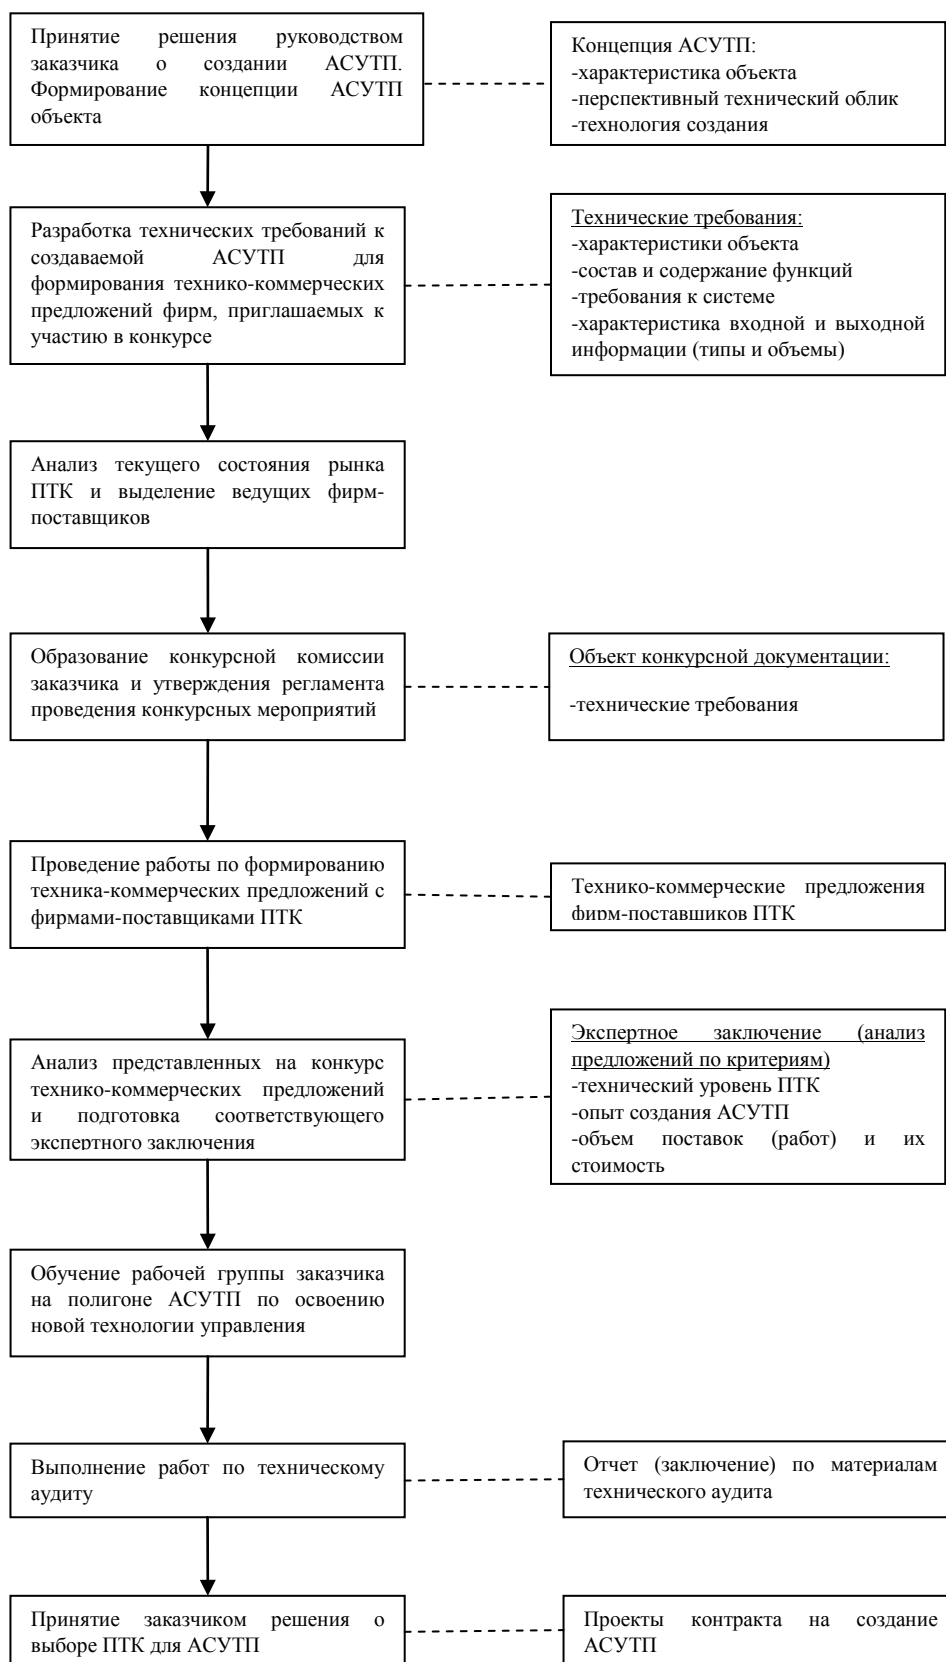 Принятие решения руководством
заказчика о создании АСУТП.
Формирование концепции АСУТП
объекта
Концепция АСУТП:
-характеристика объекта
-перспективный технический облик
-технология создания
Разработка технических требований к
создаваемой АСУТП для
формирования технико-коммерческих
предложений фирм, приглашаемых к
участию в конкурсе
Технические требования:
-характеристики объекта
-состав и содержание функций
-требования к системе
-характеристика входной и выходной
информации (типы и объемы)
Анализ текущего состояния рынка
ПТК и выделение ведущих фирм-
поставщиков
Образование конкурсной комиссии
заказчика и утверждения регламента
проведения конкурсных мероприятий
Объект конкурсной документации:
-технические требования
Проведение работы по формированию
техника-коммерческих предложений с
фирмами-поставщиками ПТК
Технико-коммерческие предложения
фирм-поставшиков ПТК
Анализ представленных на конкурс
технико-коммерческих предложений
и подготовка соответствующего
экспертного заключения
Экспертное заключение (анализ
предложений по критериям)
-технический уровень ПТК
-опыт создания АСУТП
-объем поставок (работ) и их
стоимость
Обучение рабочей группы заказчика
на полигоне АСУТП по освоению
новой технологии управления
Выполнение работ по техническому
аудиту
Отчет (заключение) по материалам
технического аудита
Принятие заказчиком решения о
выборе ПТК для АСУТП
Проекты контракта на создание
АСУТП